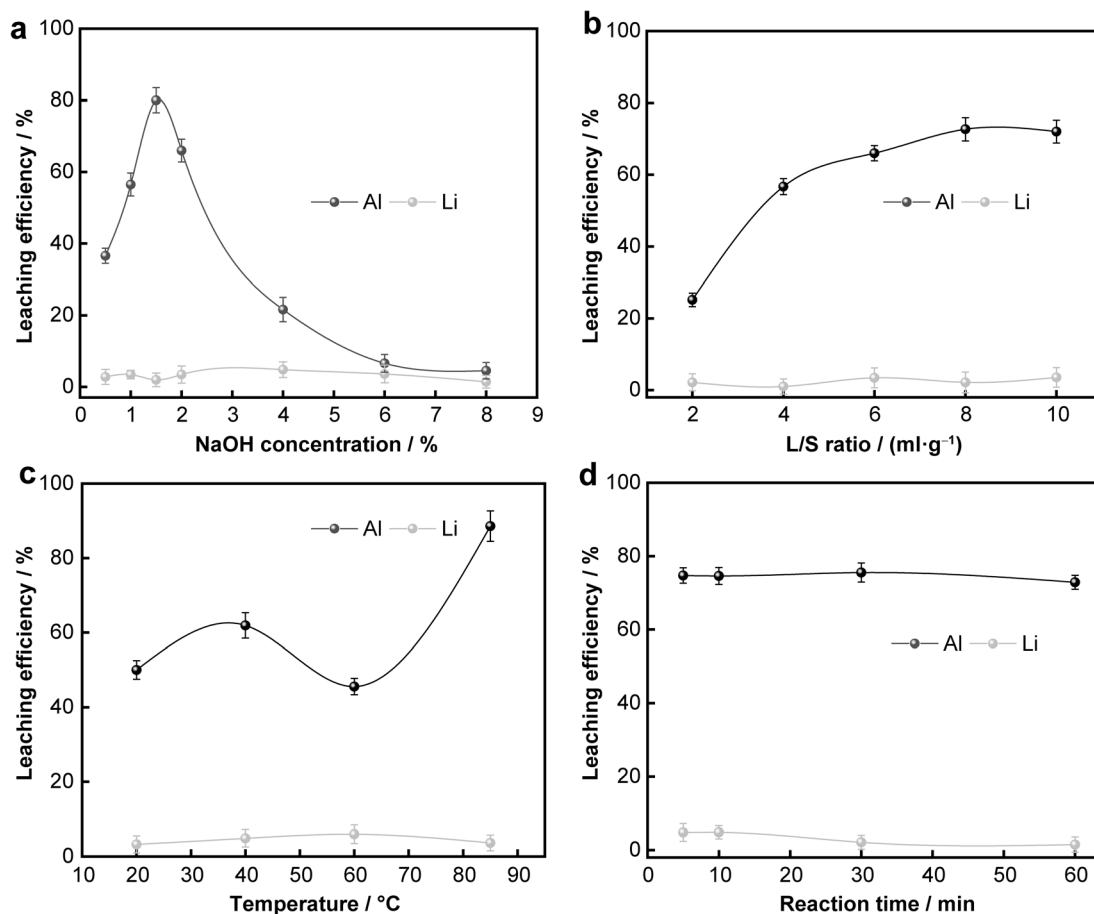 a
100
80
60
40
20
0
Leaching efficiency / %
Al Li
0 1 2 3 4 5 6 7 8 9
NaOH concentration / %
b
100
80
60
40
20
0
Leaching efficiency / %
Al Li
2 4 6 8 10
L/S ratio / (ml·g⁻¹)
c
100
80
60
40
20
0
Leaching efficiency / %
Al Li
10 20 30 40 50 60 70 80 90
Temperature / °C
d
100
80
60
40
20
0
Leaching efficiency / %
Al Li
0 10 20 30 40 50 60
Reaction time / min